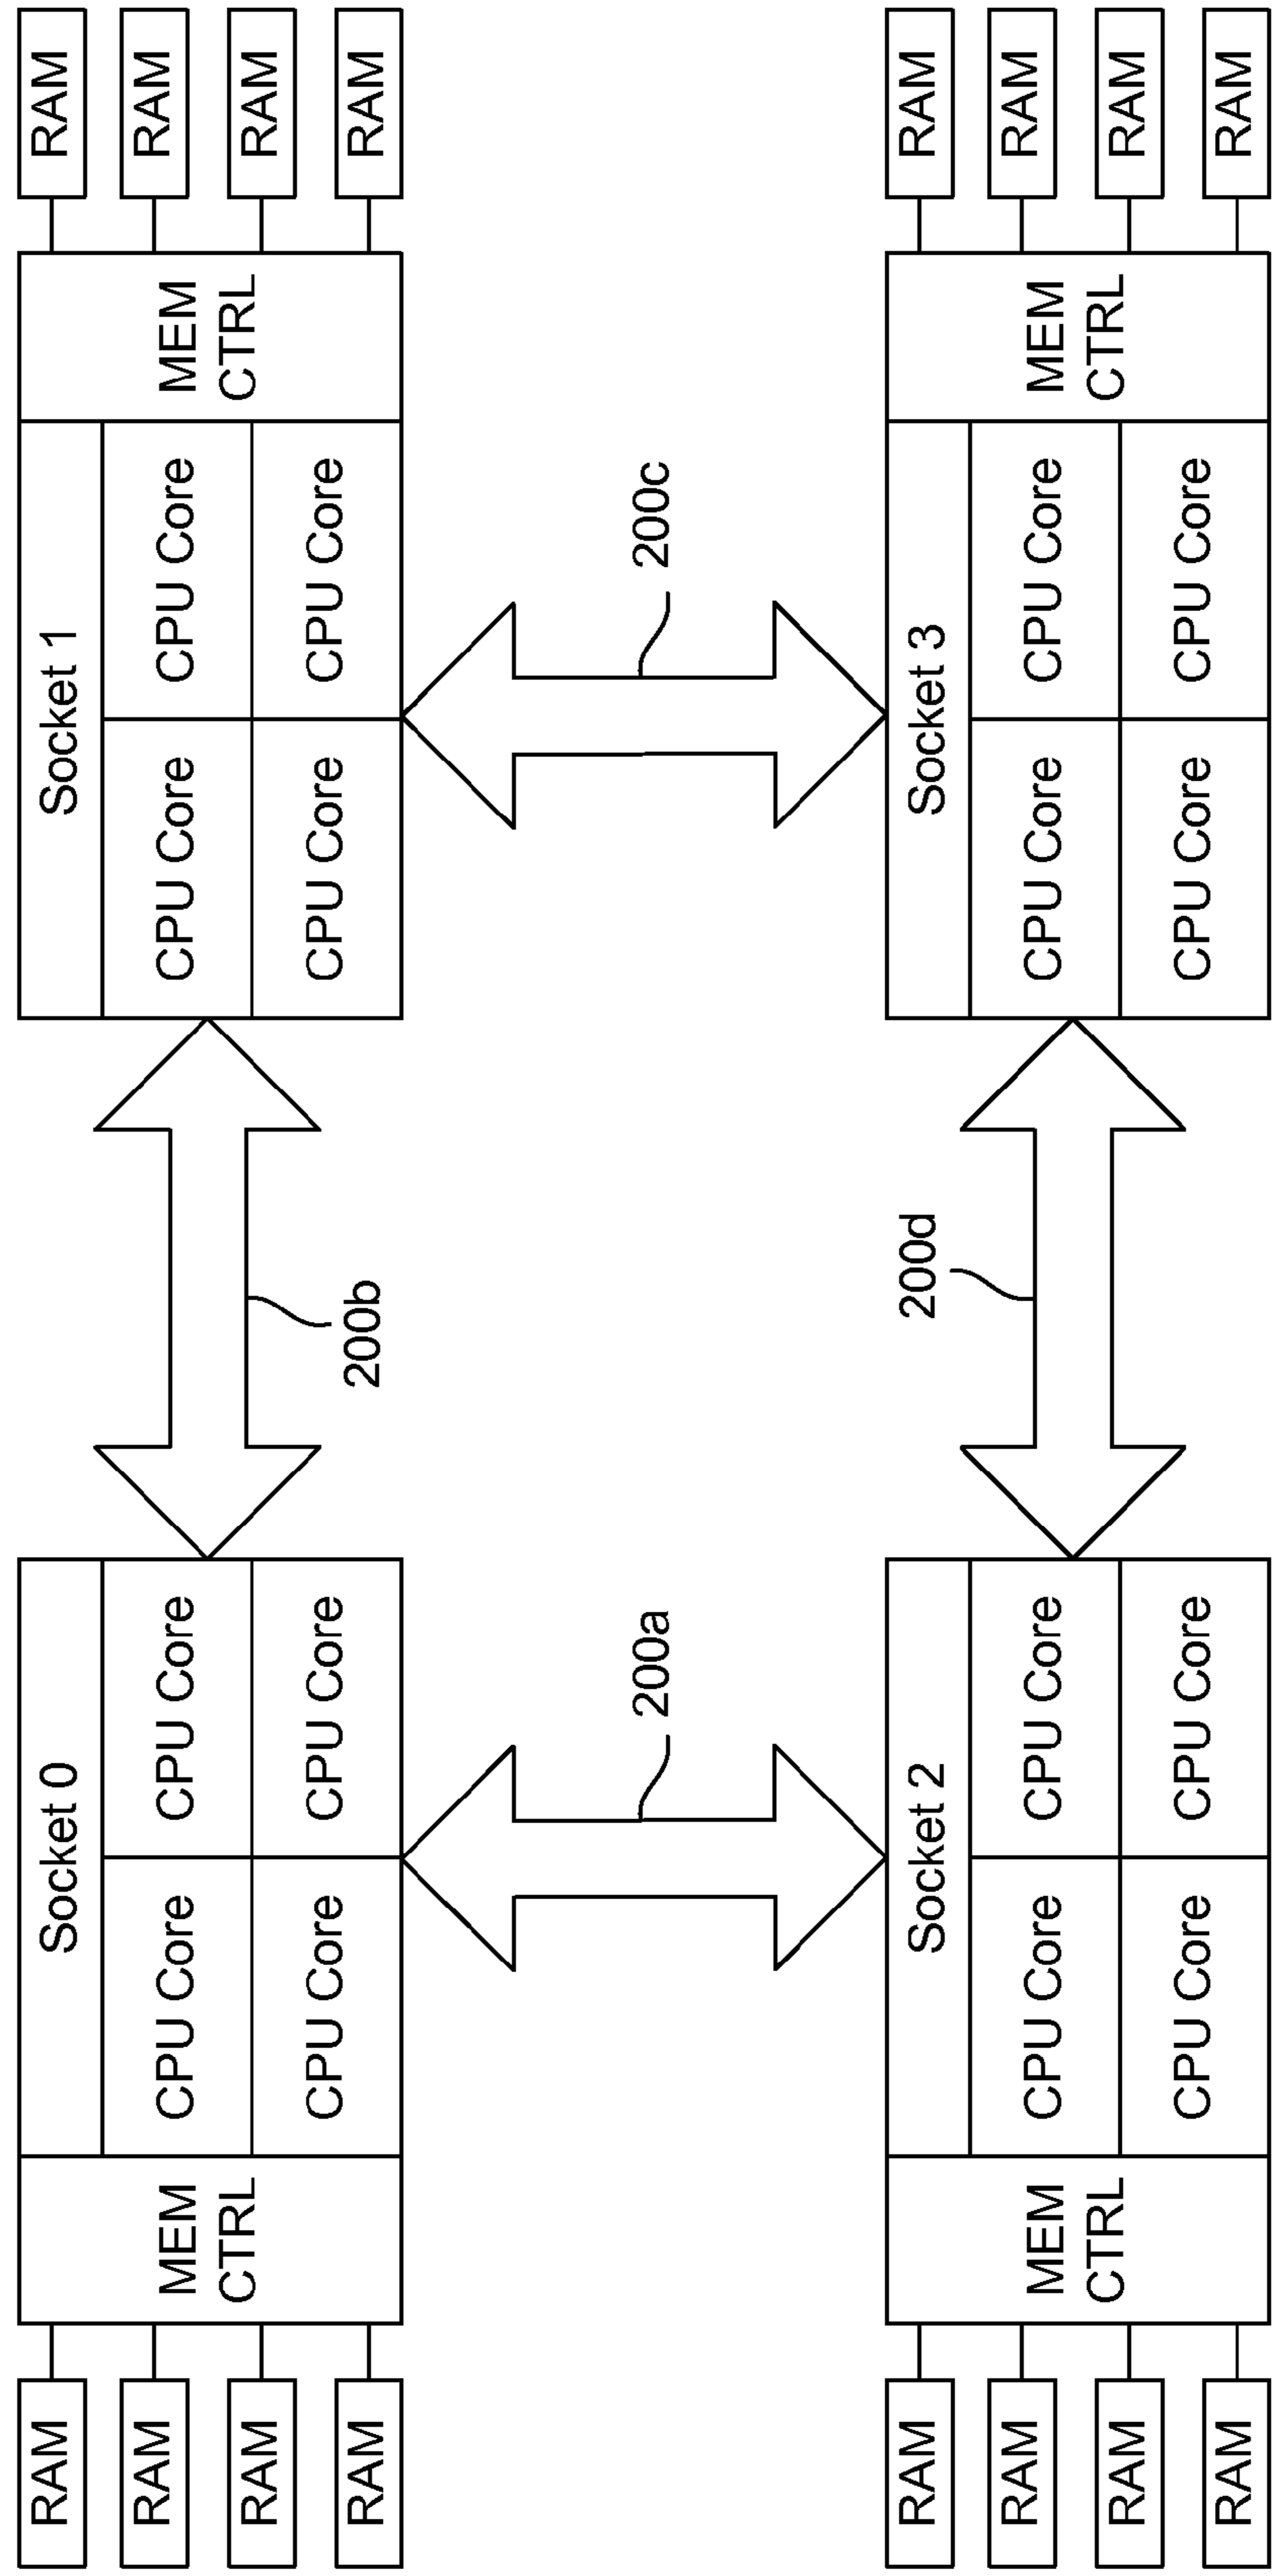 RAM
RAM
RAM
RAM
MEM
CTRL
Socket 0
CPU Core
CPU Core
CPU Core
CPU Core
200b
Socket 1
CPU Core
CPU Core
CPU Core
CPU Core
MEM
CTRL
RAM
RAM
RAM
RAM
200a
200c
RAM
RAM
RAM
RAM
MEM
CTRL
Socket 2
CPU Core
CPU Core
CPU Core
CPU Core
200d
Socket 3
CPU Core
CPU Core
CPU Core
CPU Core
MEM
CTRL
RAM
RAM
RAM
RAM